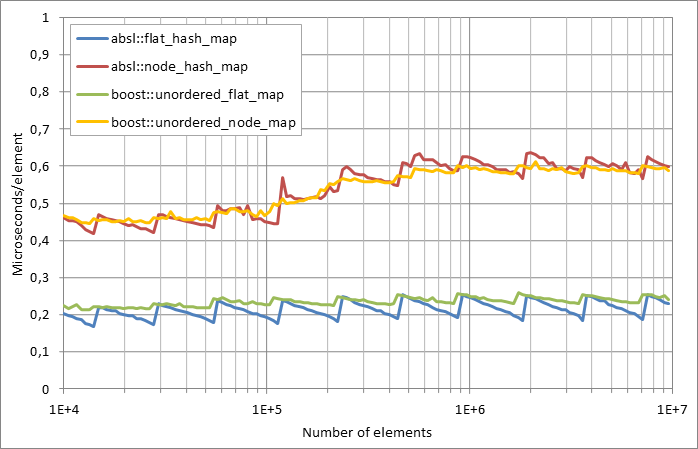 1
0,9
0,8
0,7
0,6
0,5
0,4
0,3
0,2
0,1
0
Microseconds/element
absl::flat_hash_map
absl::node_hash_map
boost::unordered_flat_map
boost::unordered_node_map
1E+4 1E+5 1E+6 1E+7
Number of elements